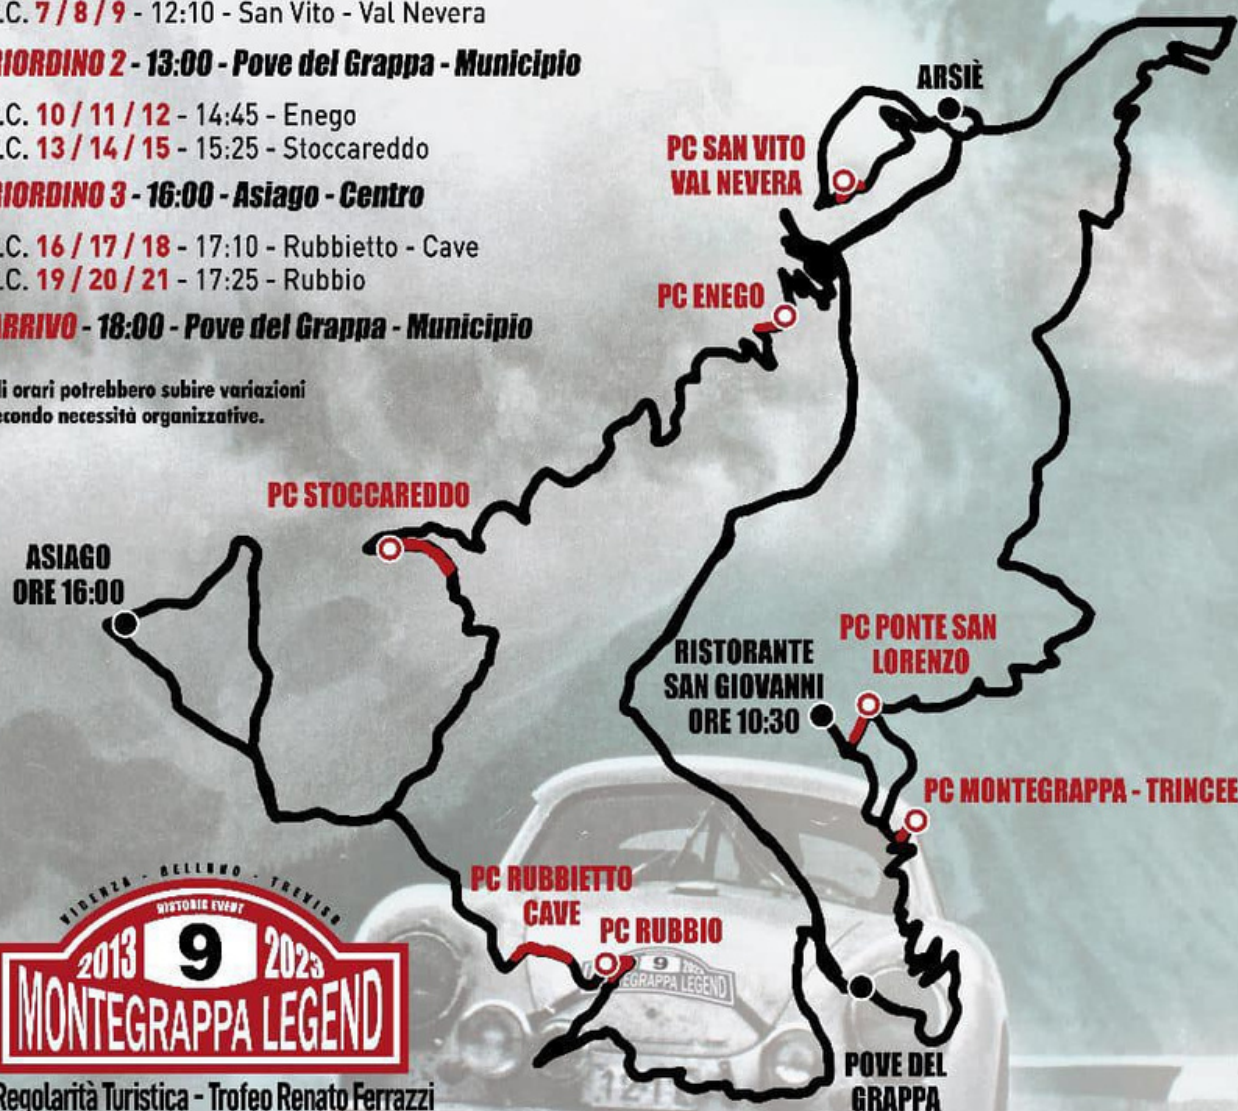 .C. 7 / 8 / 9 - 12:10 - San Vito - Val Nevera
RIORDINO 2 - 13:00 - Pove del Grappa - Municipio
.C. 10 / 11 / 12 - 14:45 - Enego
.C. 13 / 14 / 15 - 15:25 - Stoccareddo
RIORDINO 3 - 16:00 - Asiago - Centro
.C. 16 / 17 / 18 - 17:10 - Rubbietto - Cave
.C. 19 / 20 / 21 - 17:25 - Rubbio
ARRIVO - 18:00 - Pove del Grappa - Municipio
li orari potrebbero subire variazioni
econdo necessità organizzative.
ARSIÈ
PC SAN VITO
VAL NEVERA
PC ENEGO
PC STOCCAREDDO
ASIAGO
ORE 16:00
PC PONTE SAN
LORENZO
RISTORANTE
SAN GIOVANNI
ORE 10:30
PC MONTEGRAPPA - TRINCEE
PC RUBBIETTO
CAVE
PC RUBBIO
POVE DEL
GRAPPA
VICENZA - BELLUNO - TREVISO
HISTORIC EVENT
2013 9 2023
MONTEGRAPPA LEGEND
Regolarità Turistica - Trofeo Renato Ferrazzi
9
EGRAPPA LEGEND